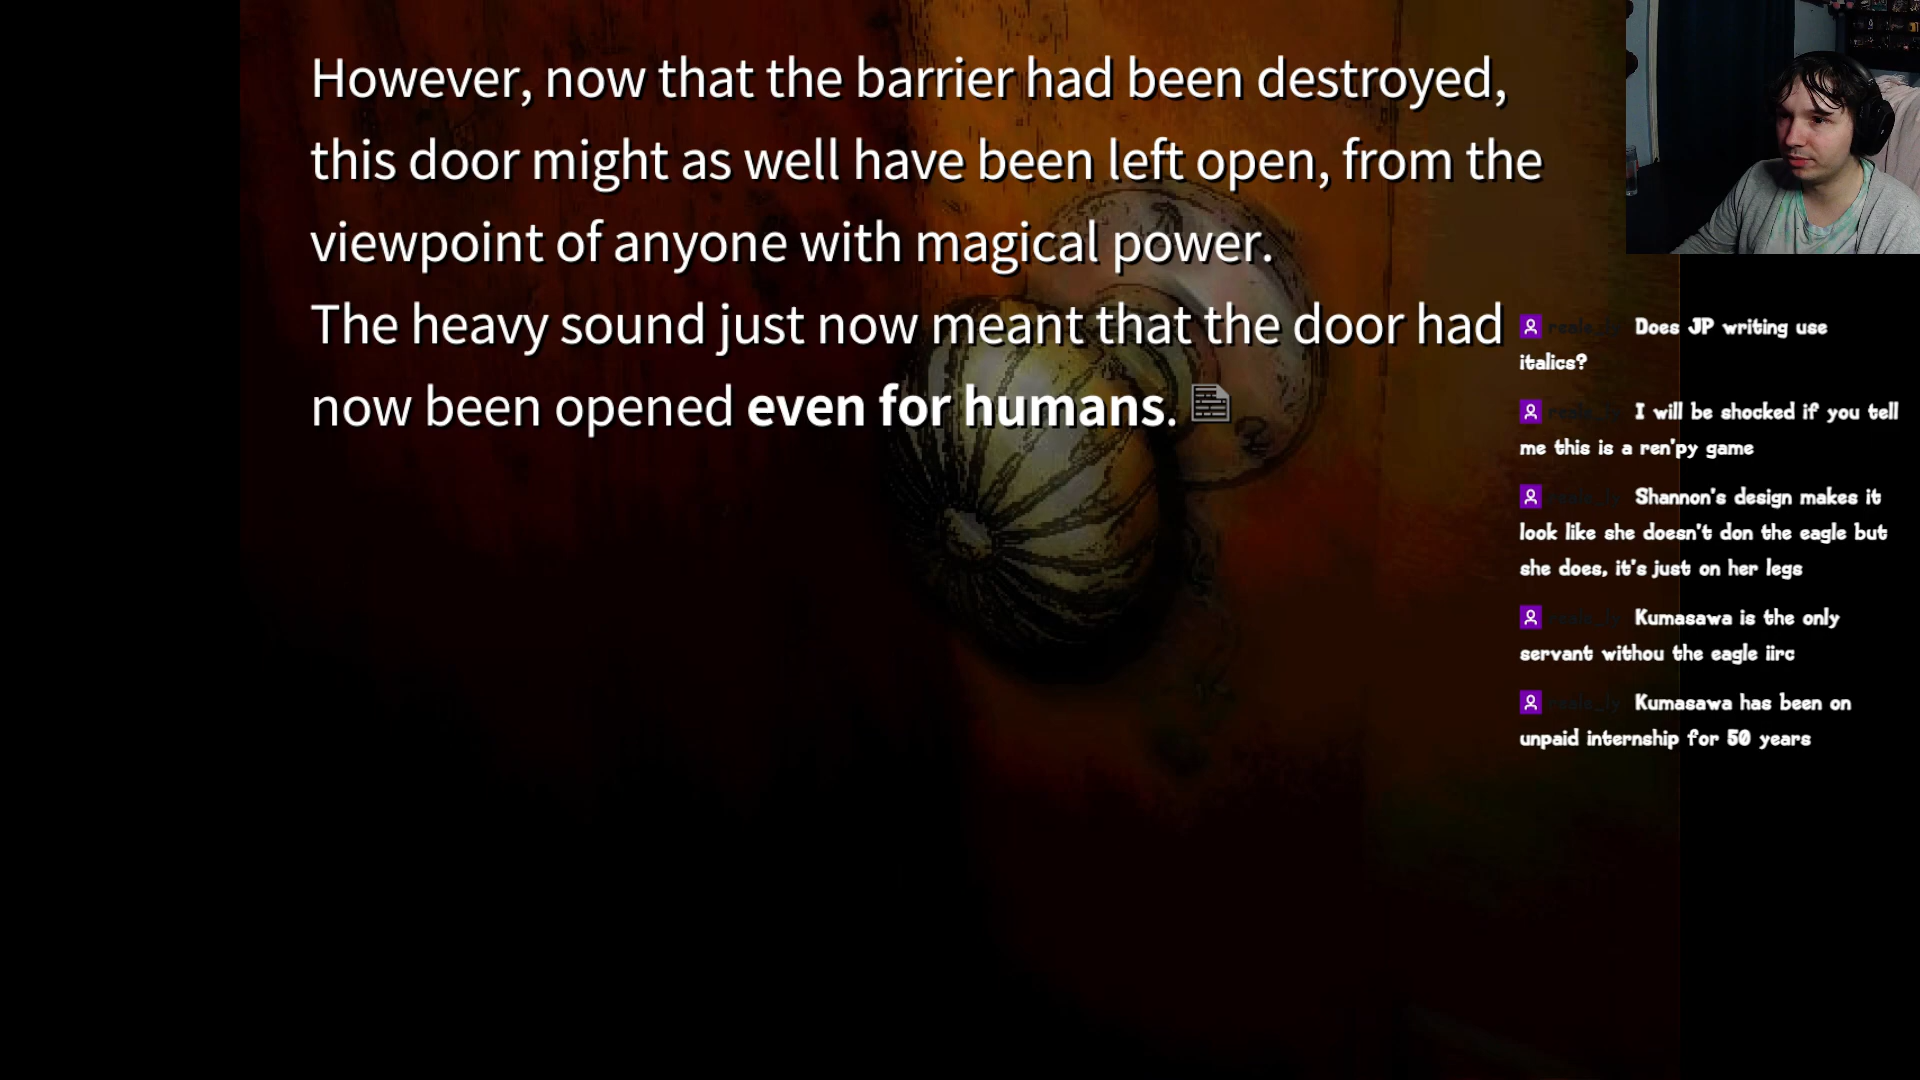 However, now that the barrier had been destroyed,
this door might as well have been left open, from the
viewpoint of anyone with magical power.
The heavy sound just now meant that the door had
now been opened even for humans.
Does JP writing use
italics?
I will be shocked if you tell
me this is a ren'py game
Shannon's design makes it
look like she doesn't don the eagle but
she does, it's just on her legs
Kumasawa is the only
servant withou the eagle iirc
Kumasawa has been on
unpaid internship for 50 years